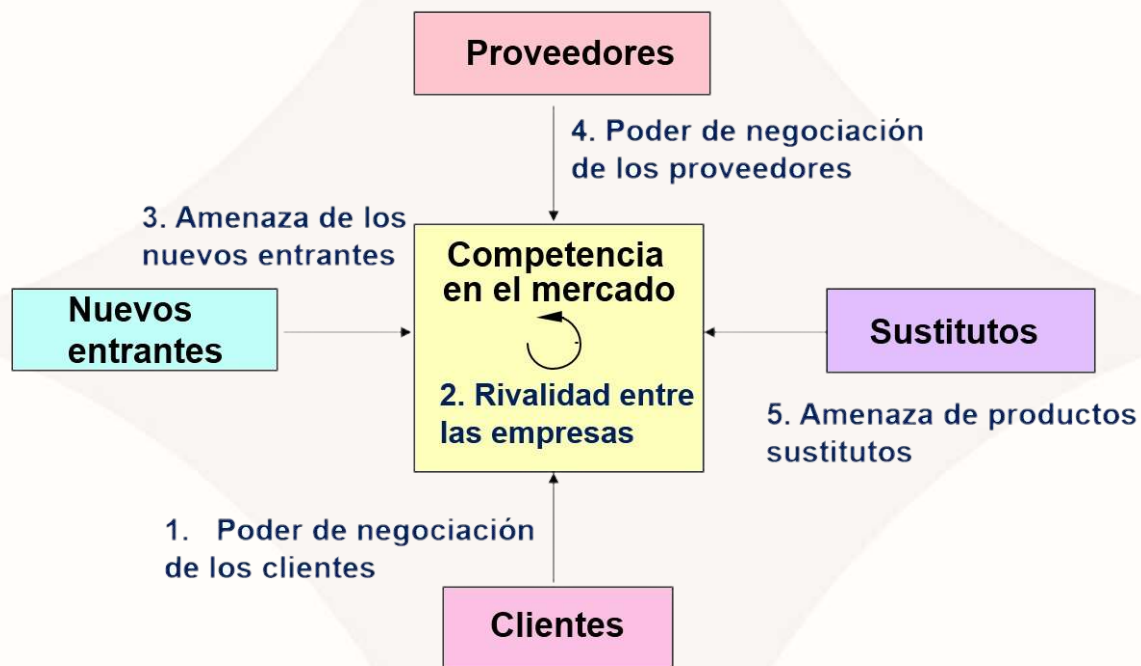 Proveedores
4. Poder de negociación
de los proveedores
3. Amenaza de los
nuevos entrantes
Competencia
en el mercado
Nuevos
entrantes
Sustitutos
2. Rivalidad entre
las empresas
5. Amenaza de productos
sustitutos
1. Poder de negociación
de los clientes
Clientes